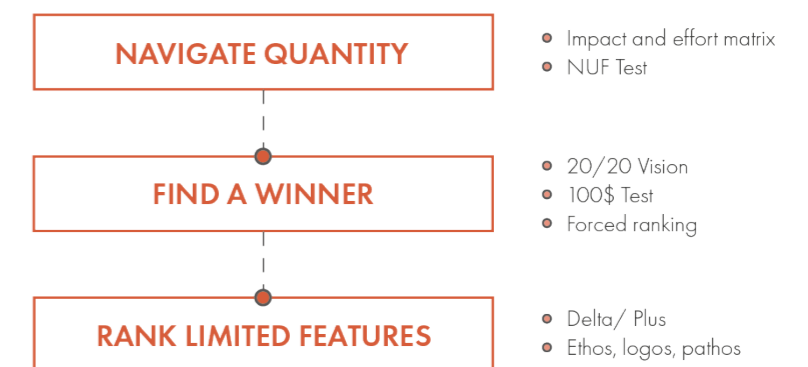 NAVIGATE QUANTITY
Impact and effort matrix
NUF Test
FIND A WINNER
20/20 Vision
100$ Test
Forced ranking
RANK LIMITED FEATURES
Delta/ Plus
Ethos, logos, pathos